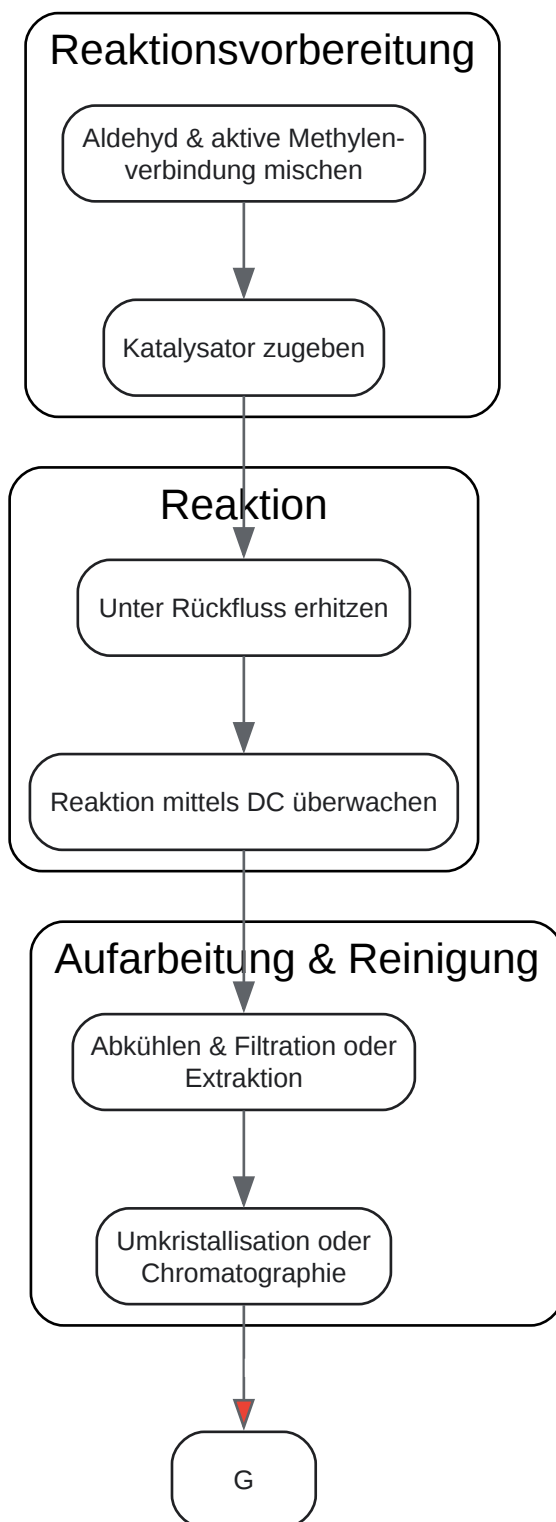 Reaktionsvorbereitung
Aldehyd & aktive Methylen-
verbindung mischen
Katalysator zugeben
Reaktion
Unter Rückfluss erhitzen
Reaktion mittels DC überwachen
Aufarbeitung & Reinigung
Abkühlen & Filtration oder
Extraktion
Umkristallisation oder
Chromatographie
G